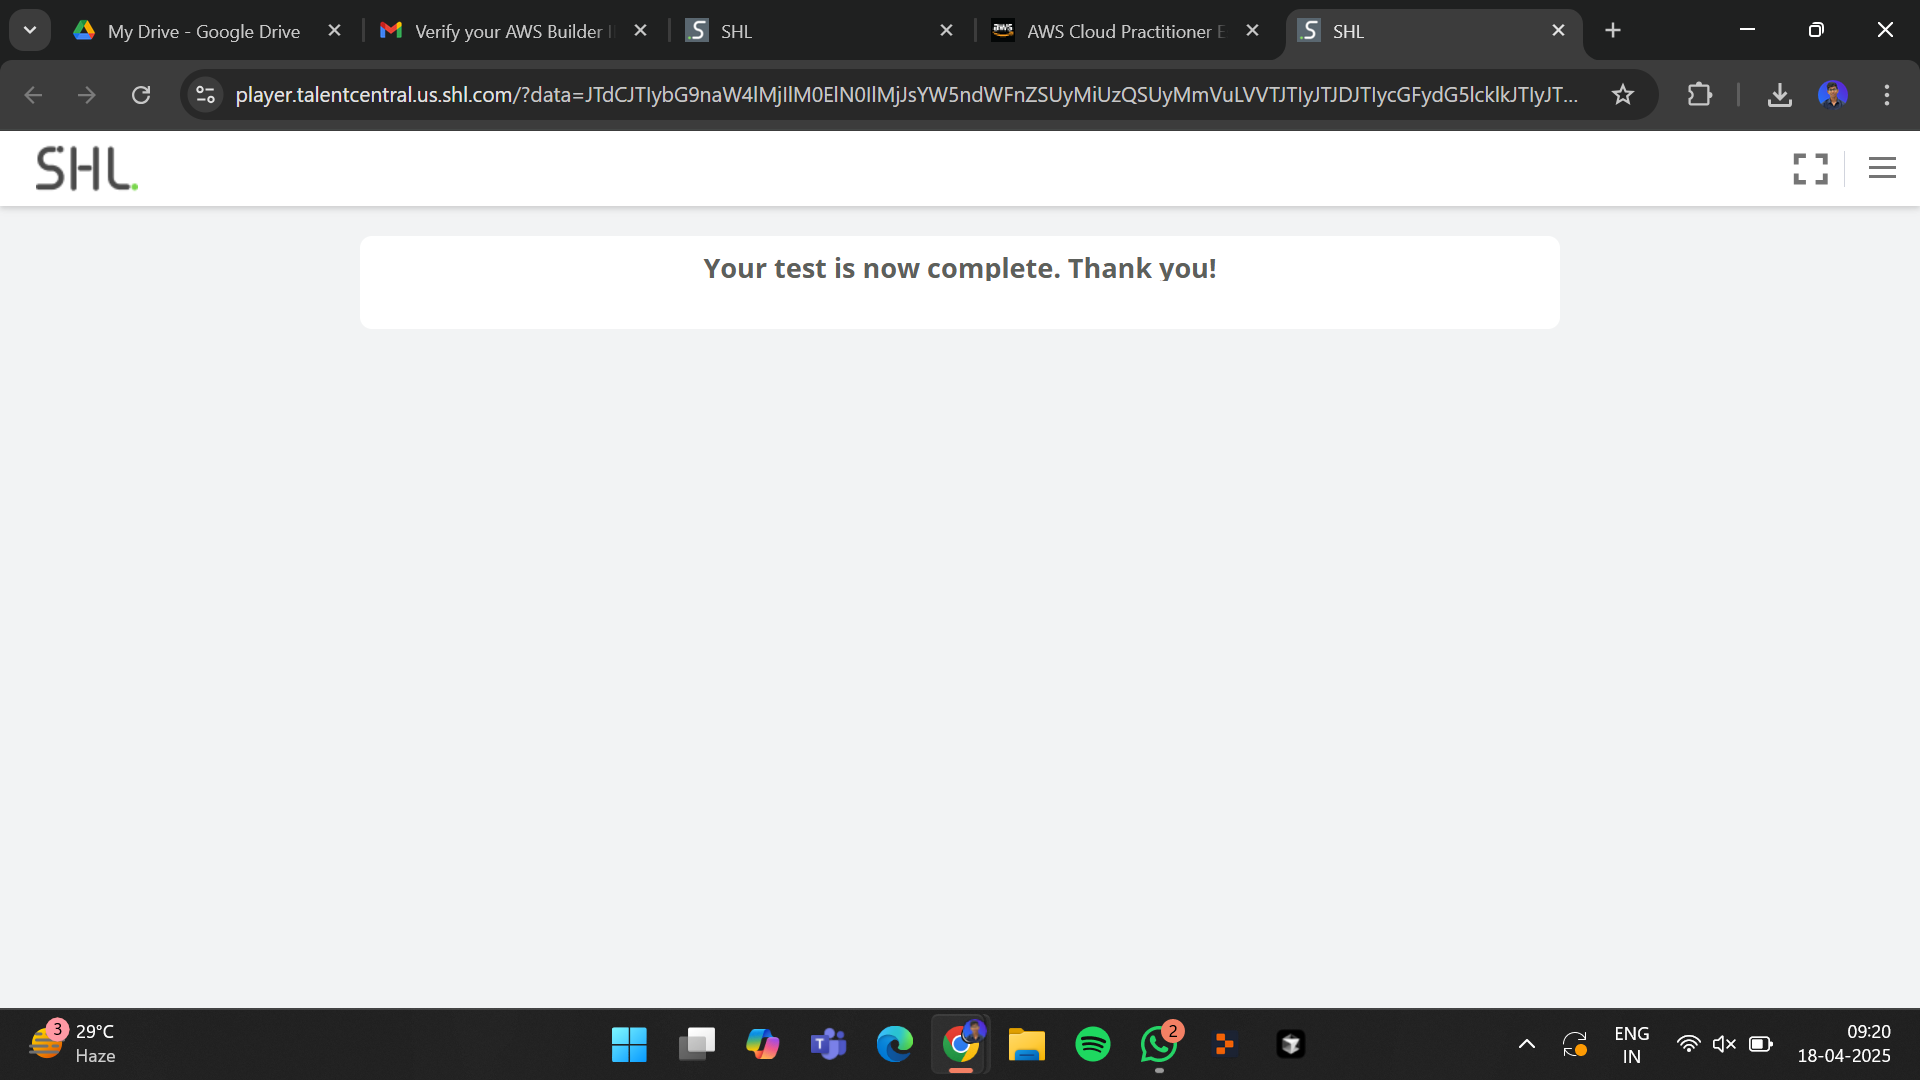 My Drive - Google Drive
Verify your AWS Builder I
SHL
AWS Cloud Practitioner E
SHL
player.talentcentral.us.shl.com/?data=JTdCJTIybG9naW4lMjIlM0ElN0IlMjJsYW5ndWFnZSUyMiUzQSUyMmVuLVVTJTIyJTJDJTIycGFydG5lcklkJTIyJT...
SHL.
Your test is now complete. Thank you!
3
29°C
Haze
2
ENG
IN
09:20
18-04-2025